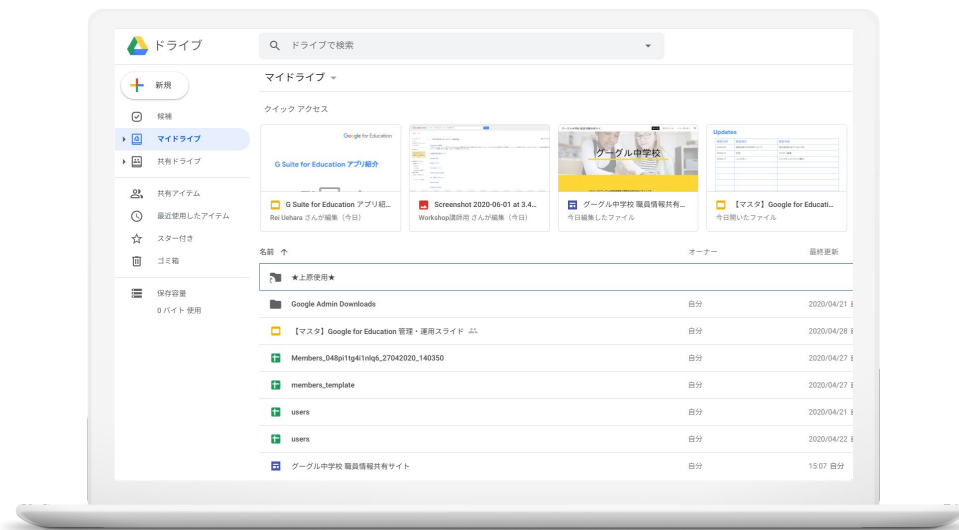 ドライブ
ドライブで検索
新規
マイドライブ
候補
マイドライブ
共有ドライブ
共有アイテム
最近使用したアイテム
スター付き
ゴミ箱
保存容量
0 バイト 使用
クイック アクセス
Google for Education
G Suite for Education アプリ紹介
G Suite for Education アプリ紹...
Rei Uehara さんが編集（今日）
Screenshot 2020-06-01 at 3.4...
Workshop講師用 さんが編集（今日）
グーグル中学校
グーグル中学校 職員情報共有...
今日編集したファイル
Updates
【マスタ】Google for Educati...
今日開いたファイル
名前 オーナー 最終更新
★上原使用★
Google Admin Downloads 自分 2020/04/21
【マスタ】Google for Education 管理・運用スライド 自分 2020/04/28
Members_048pi1tg4i1nlq6_27042020_140350 自分 2020/04/27
members_template 自分 2020/04/27
users 自分 2020/04/21
users 自分 2020/04/22
グーグル中学校 職員情報共有サイト 自分 15:07 自分